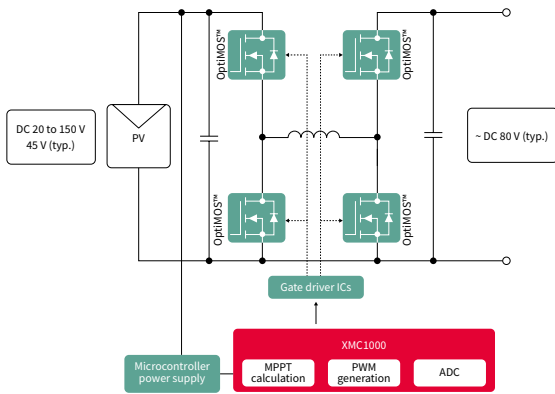 OptiMOS™
OptiMOS™
DC 20 to 150 V
45 V (typ.)
PV
~ DC 80 V (typ.)
OptiMOS™
OptiMOS™
Gate driver ICs
XMC1000
Microcontroller
power supply
MPPT
calculation
PWM
generation
ADC